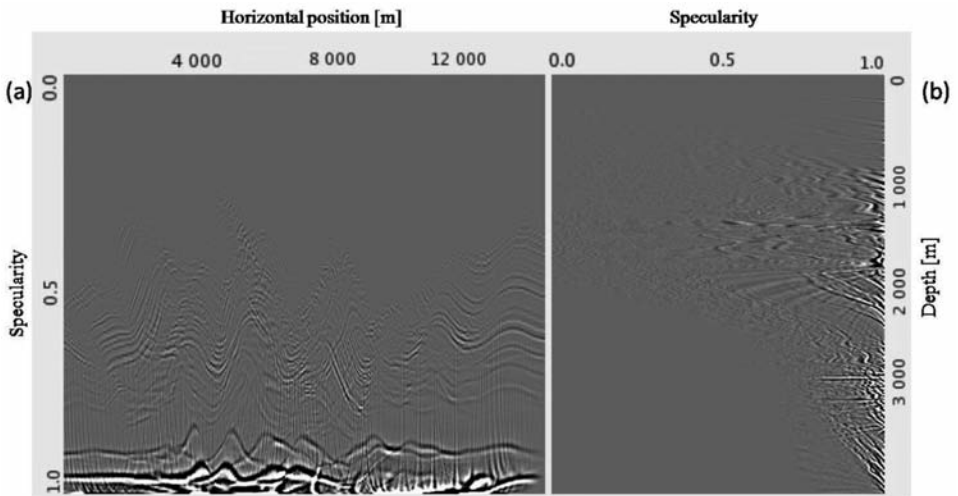 Horizontal position [m]
Specularity
4 000 8 000 12 000
0.0 0.5 1.0
(a)
(b)
0.0
0.5
1.0
Specularity
0
1 000
2 000
3 000
Depth [m]